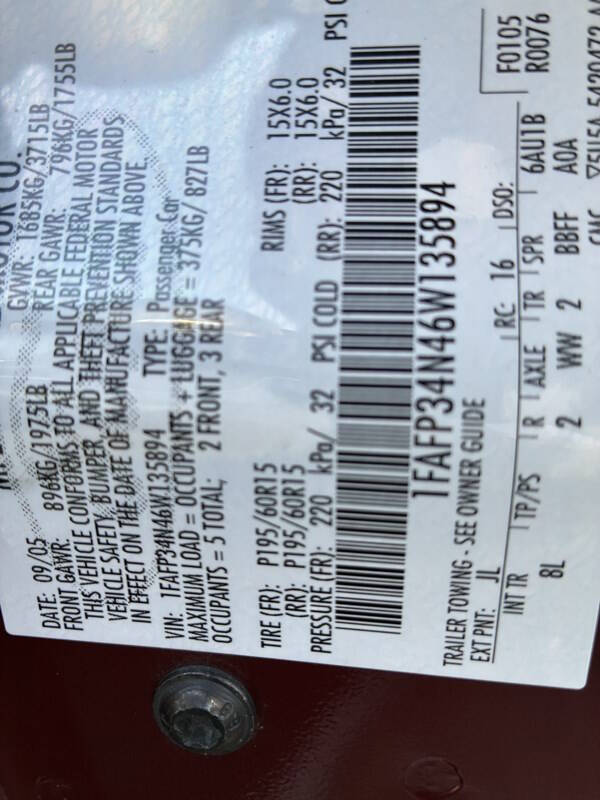 MOTOR CO.
DATE: 09/05 GVWR: 1685KG/3715LB
FRONT GAWR: 896KG/1975LB REAR GAWR: 796KG/1755LB
THIS VEHICLE CONFORMS TO ALL APPLICABLE FEDERAL MOTOR
VEHICLE SAFETY, BUMPER, AND THEFT PREVENTION STANDARDS
IN EFFECT ON THE DATE OF MANUFACTURE SHOWN ABOVE.
VIN: 1FAFP34N46W135894 TYPE: Passenger Car
MAXIMUM LOAD = OCCUPANTS + LUGGAGE = 375KG/ 827LB
OCCUPANTS = 5 TOTAL; 2 FRONT, 3 REAR
TIRE (FR): P195/60R15 RIMS (FR): 15X6.0
(RR): P195/60R15 (RR): 15X6.0
PRESSURE (FR): 220 kPa/ 32 PSI COLD (RR): 220 kPa/ 32 PSI
1FAFP34N46W135894
TRAILER TOWING - SEE OWNER GUIDE F0105
EXT PNT: JL RC: 16 DSO: R0076
INT TR TP/PS R AXLE TR SPR 6AU1B
8L 2 WW 2 BBFF AOA